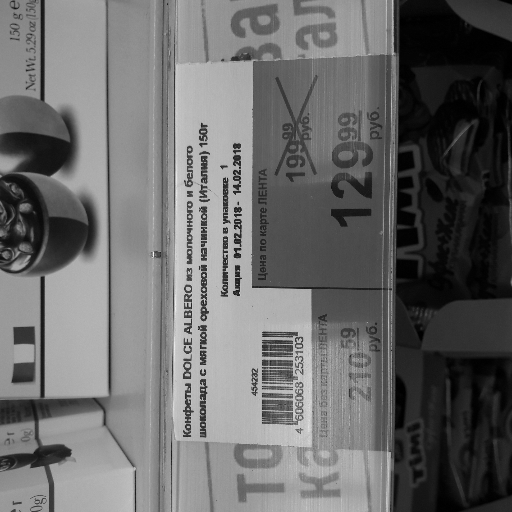 150 g e
Net Wt. 5.29 oz (150g)
Конфеты DOLCE ALBERO из молочного и белого
шоколада с мягкой ореховой начинкой (Италия) 150г
Количество в упаковке 1
Акция 01.02.2018 - 14.02.2018
Цена по карте ЛЕНТА
199 99
руб.
129 99
руб.
454282
4 606068 253103
Цена без карты ЛЕНТА
210 59
руб.